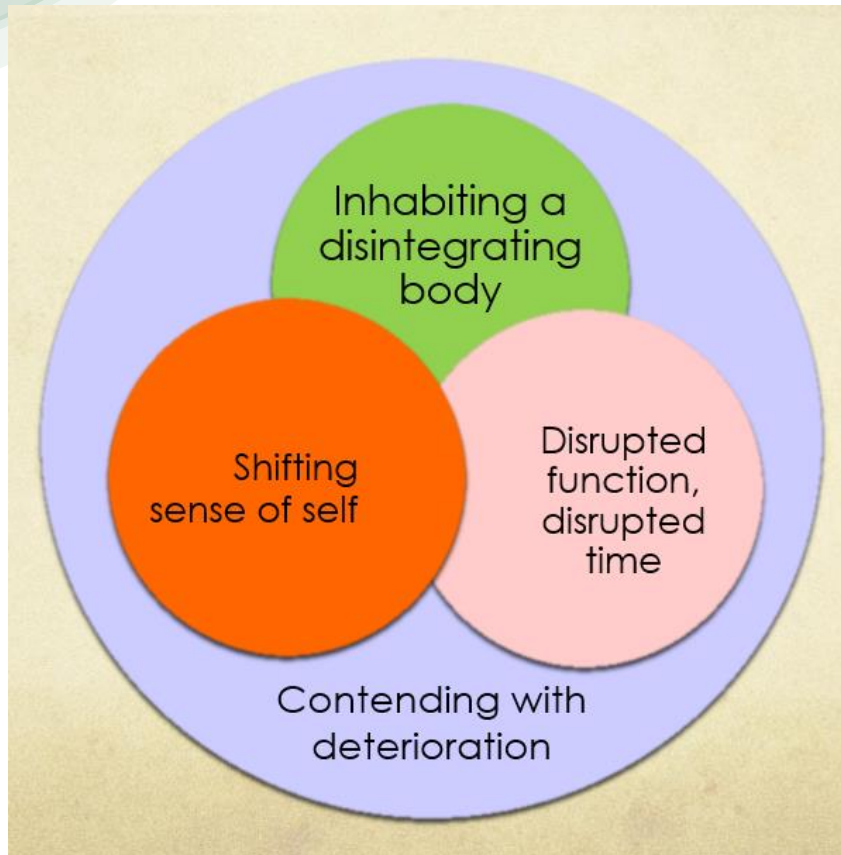 Inhabiting a
disintegrating
body
Shifting
sense of self
Disrupted
function,
disrupted
time
Contending with
deterioration